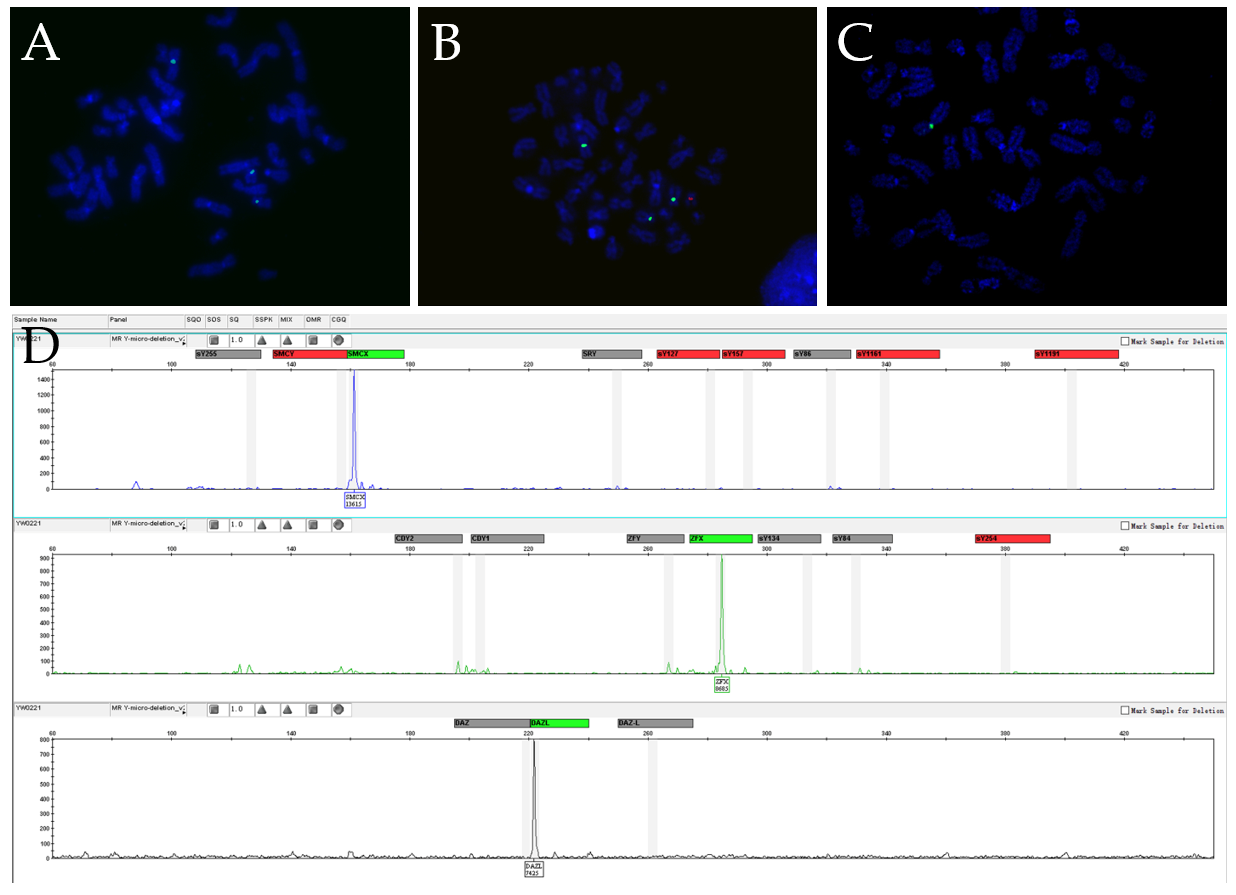 A
B
C
D
Sample Name Panel SQO SOS SQ SSPK MIX OMR CGQ
YW0221 MR Y-micro-deletion_v2 1.0 Mark Sample for Deletion
sY255 SMCY SMCX SRY sY127 sY157 sY86 sY1161 sY1191
60 100 140 180 220 260 300 340 380 420
1400
1200
1000
800
600
400
200
0
SMCX
13615
YW0221 MR Y-micro-deletion_v2 1.0 Mark Sample for Deletion
CDY2 CDY1 ZFY ZFX sY134 sY84 sY254
60 100 140 180 220 260 300 340 380 420
900
800
700
600
500
400
300
200
100
0
ZFX
8685
YW0221 MR Y-micro-deletion_v2 1.0 Mark Sample for Deletion
DAZ DAZL DAZ-L
60 100 140 180 220 260 300 340 380 420
800
700
600
500
400
300
200
100
0
DAZL
7425